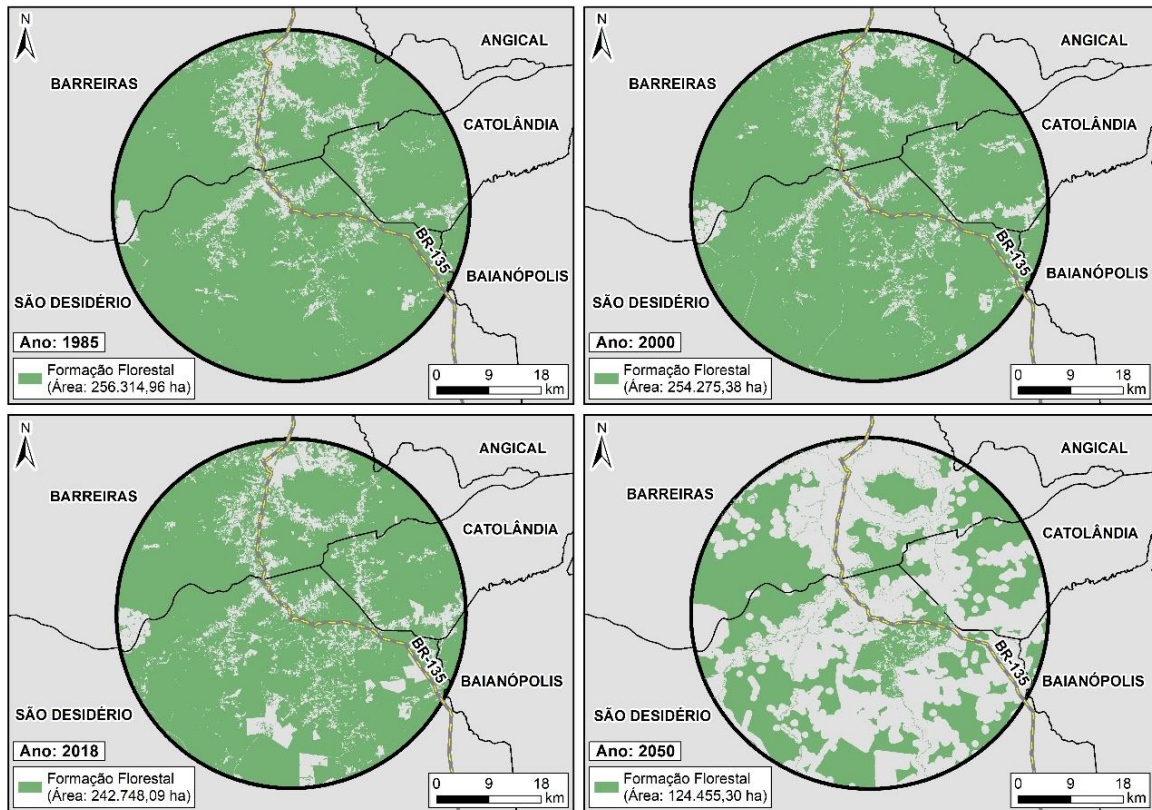 N
ANGICAL
BARREIRAS
CATOLÂNDIA
BR-135
BAIANÓPOLIS
SÃO DESIDÉRIO
Ano: 1985
Formação Florestal
(Área: 256.314,96 ha)
0 9 18
km
N
ANGICAL
BARREIRAS
CATOLÂNDIA
BR-135
BAIANÓPOLIS
SÃO DESIDÉRIO
Ano: 2000
Formação Florestal
(Área: 254.275,38 ha)
0 9 18
km
N
ANGICAL
BARREIRAS
CATOLÂNDIA
BR-135
BAIANÓPOLIS
SÃO DESIDÉRIO
Ano: 2018
Formação Florestal
(Área: 242.748,09 ha)
0 9 18
km
N
ANGICAL
BARREIRAS
CATOLÂNDIA
BR-135
BAIANÓPOLIS
SÃO DESIDÉRIO
Ano: 2050
Formação Florestal
(Área: 124.455,30 ha)
0 9 18
km